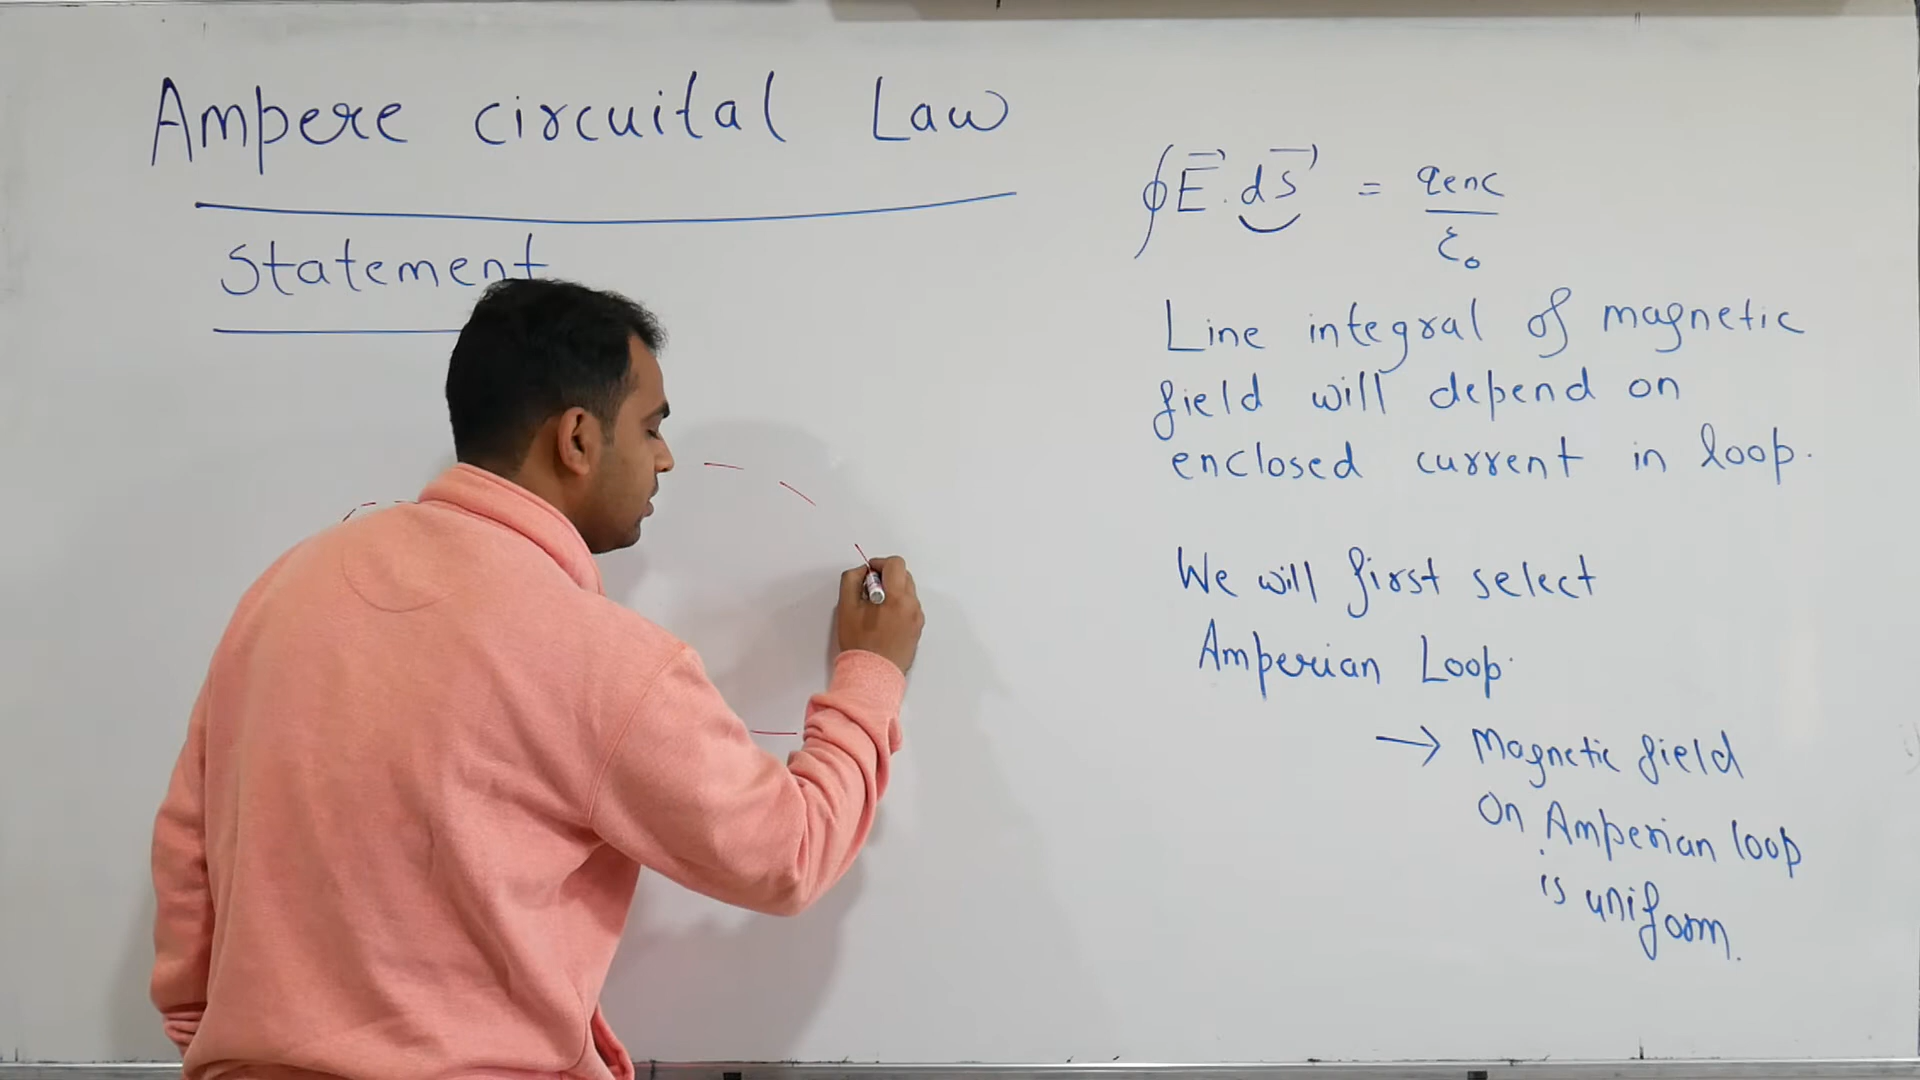 Ampere circuital Law
Statement
∮E⃗.ds⃗ = qenc/ε₀
Line integral of magnetic
field will depend on
enclosed current in loop.
We will first select
Amperian Loop.
→ Magnetic field
On Amperian loop
is uniform.